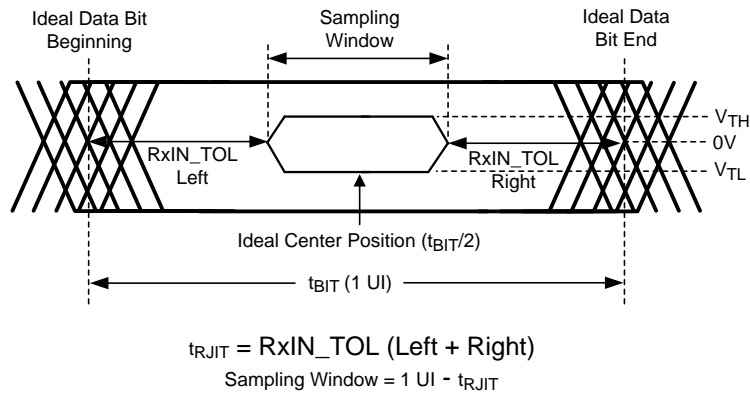 Ideal Data Bit
Beginning
Sampling
Window
Ideal Data
Bit End
VTH
0V
VTL
RxIN_TOL
Left
RxIN_TOL
Right
Ideal Center Position (tBIT/2)
tBIT (1 UI)
tRJIT = RxIN_TOL (Left + Right)
Sampling Window = 1 UI - tRJIT